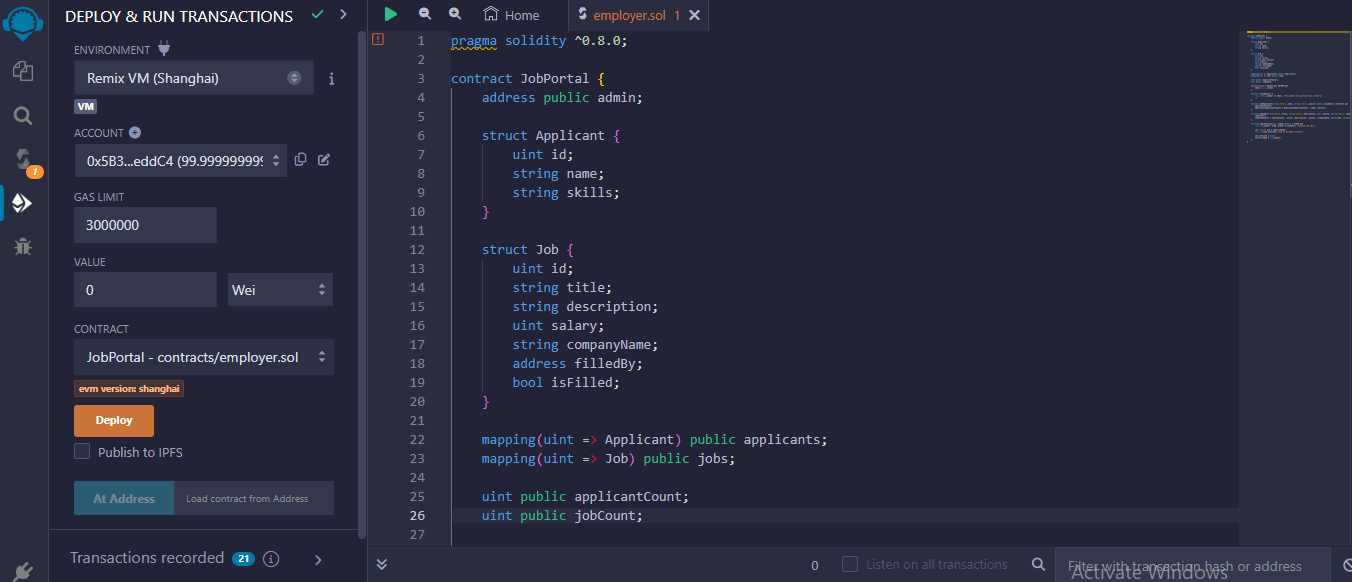 DEPLOY & RUN TRANSACTIONS
ENVIRONMENT
Remix VM (Shanghai)
VM
ACCOUNT
0x5B3...eddC4 (99.999999999
GAS LIMIT
3000000
VALUE
0
Wei
CONTRACT
JobPortal - contracts/employer.sol
evm version: shanghai
Deploy
Publish to IPFS
At Address
Load contract from Address
Transactions recorded 21
1
Home
employer.sol 1
1 pragma solidity ^0.8.0;
2
3 contract JobPortal {
4 address public admin;
5
6 struct Applicant {
7 uint id;
8 string name;
9 string skills;
10 }
11
12 struct Job {
13 uint id;
14 string title;
15 string description;
16 uint salary;
17 string companyName;
18 address filledBy;
19 bool isFilled;
20 }
21
22 mapping(uint => Applicant) public applicants;
23 mapping(uint => Job) public jobs;
24
25 uint public applicantCount;
26 uint public jobCount;
27
0
Listen on all transactions
Filter with transaction hash or address
Activate Windows